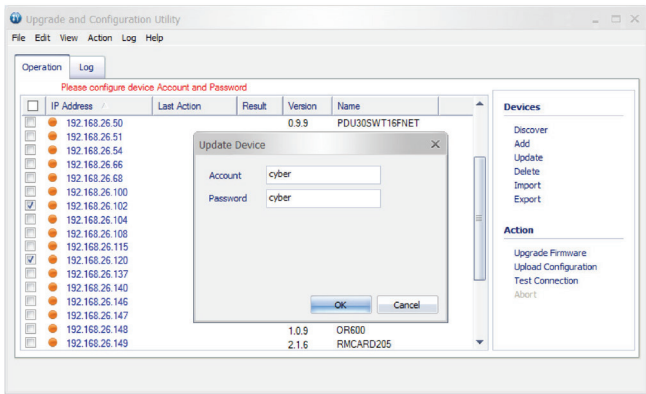 Upgrade and Configuration Utility
File Edit View Action Log Help
Operation Log
Please configure device Account and Password
IP Address Last Action Result Version Name
192.168.26.50 0.9.9 PDU30SWT16FNET
192.168.26.51
192.168.26.54
192.168.26.66
192.168.26.68
192.168.26.100
192.168.26.102
192.168.26.104
192.168.26.108
192.168.26.115
192.168.26.120
192.168.26.137
192.168.26.140
192.168.26.146
192.168.26.147
192.168.26.148 1.0.9 OR600
192.168.26.149 2.1.6 RMCARD205
Update Device
Account cyber
Password cyber
OK Cancel
Devices
Discover
Add
Update
Delete
Import
Export
Action
Upgrade Firmware
Upload Configuration
Test Connection
Abort